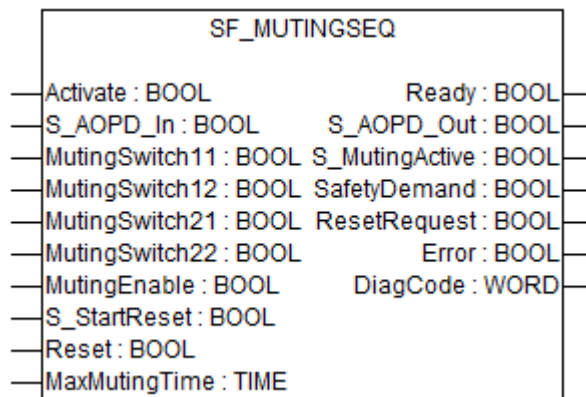 SF_MUTINGSEQ
Activate : BOOL Ready : BOOL
S_AOPD_In : BOOL S_AOPD_Out : BOOL
MutingSwitch11 : BOOL S_MutingActive : BOOL
MutingSwitch12 : BOOL SafetyDemand : BOOL
MutingSwitch21 : BOOL ResetRequest : BOOL
MutingSwitch22 : BOOL Error : BOOL
MutingEnable : BOOL DiagCode : WORD
S_StartReset : BOOL
Reset : BOOL
MaxMutingTime : TIME